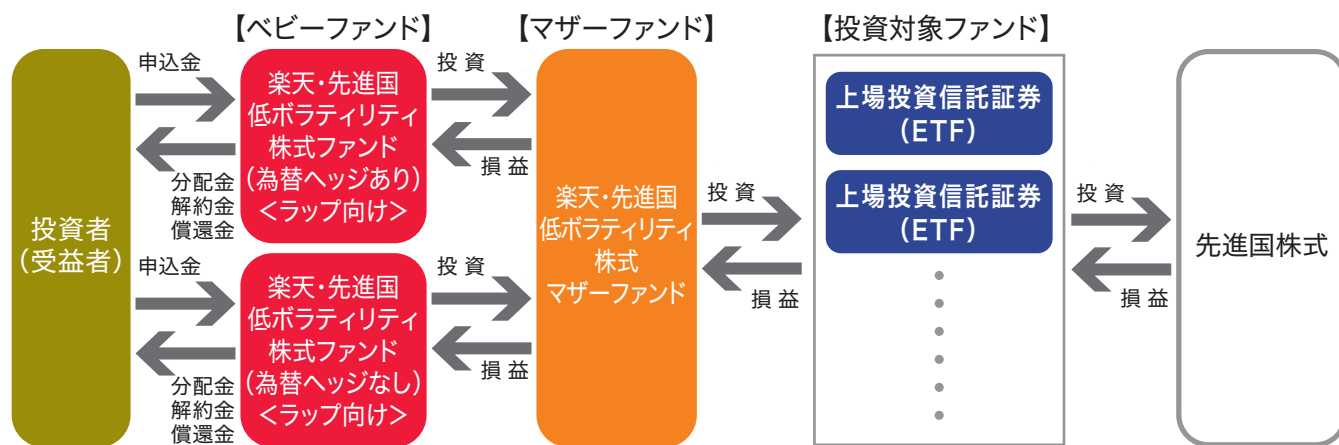 【ベビーファンド】
【マザーファンド】
【投資対象ファンド】
投資者
（受益者）
申込金
分配金
解約金
償還金
楽天・先進国
低ボラティリティ
株式ファンド
（為替ヘッジあり）
＜ラップ向け＞
投資
損益
申込金
分配金
解約金
償還金
楽天・先進国
低ボラティリティ
株式ファンド
（為替ヘッジなし）
＜ラップ向け＞
投資
損益
楽天・先進国
低ボラティリティ
株式
マザーファンド
投資
損益
上場投資信託証券
（ETF）
上場投資信託証券
（ETF）
投資
損益
先進国株式